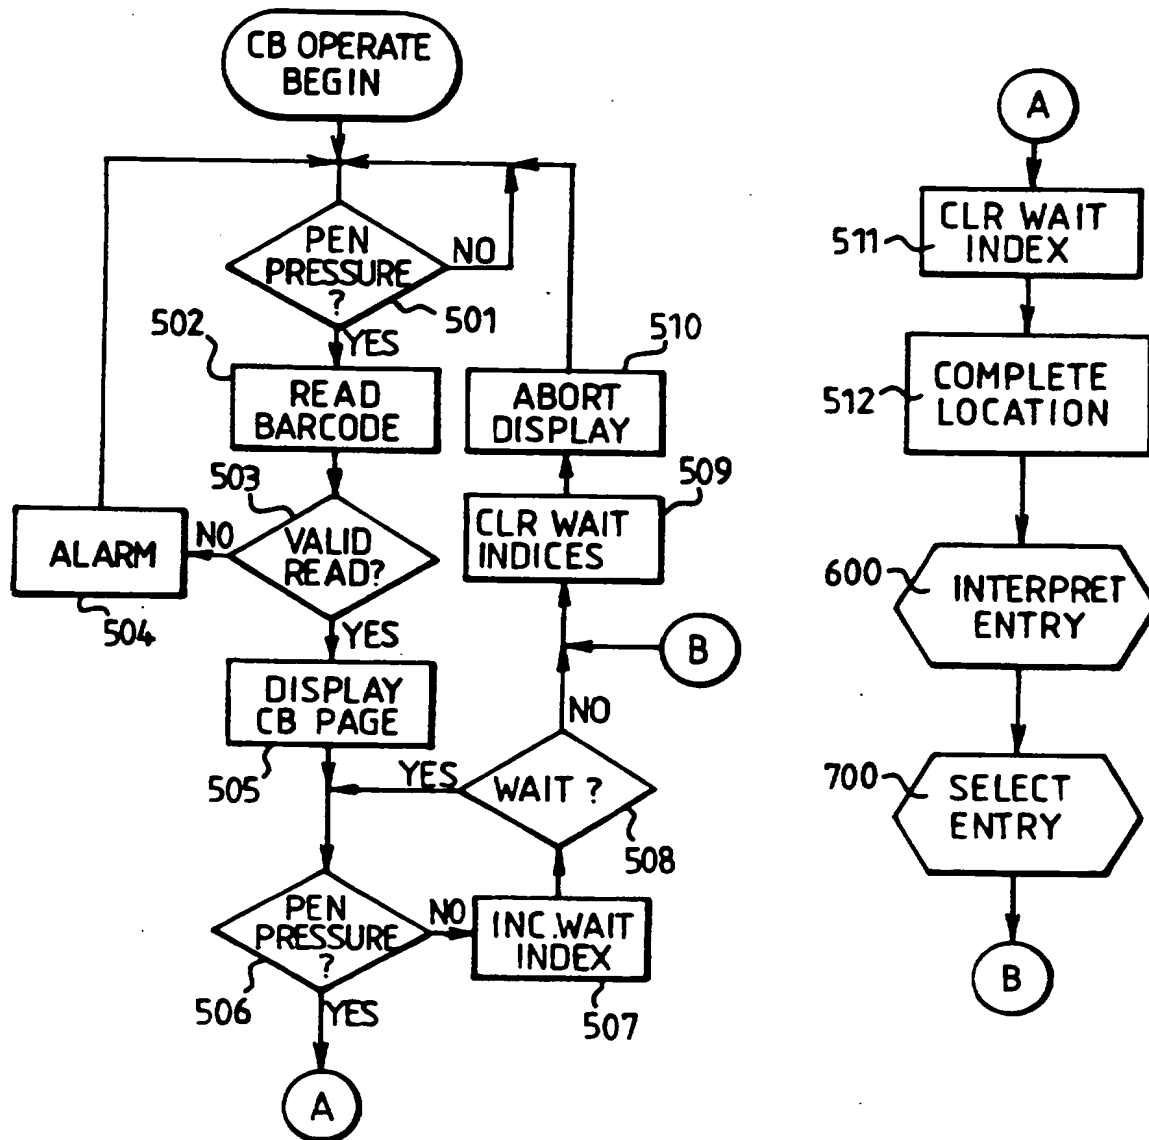 CB OPERATE
BEGIN
PEN
PRESSURE
?
NO
501
YES
502
READ
BARCODE
503
VALID
READ?
NO
ALARM
504
YES
DISPLAY
CB PAGE
505
PEN
PRESSURE
?
506
NO
YES
A
INC.WAIT
INDEX
507
WAIT ?
508
YES
NO
B
CLR WAIT
INDICES
509
ABORT
DISPLAY
510
A
CLR WAIT
INDEX
511
COMPLETE
LOCATION
512
INTERPRET
ENTRY
600
SELECT
ENTRY
700
B